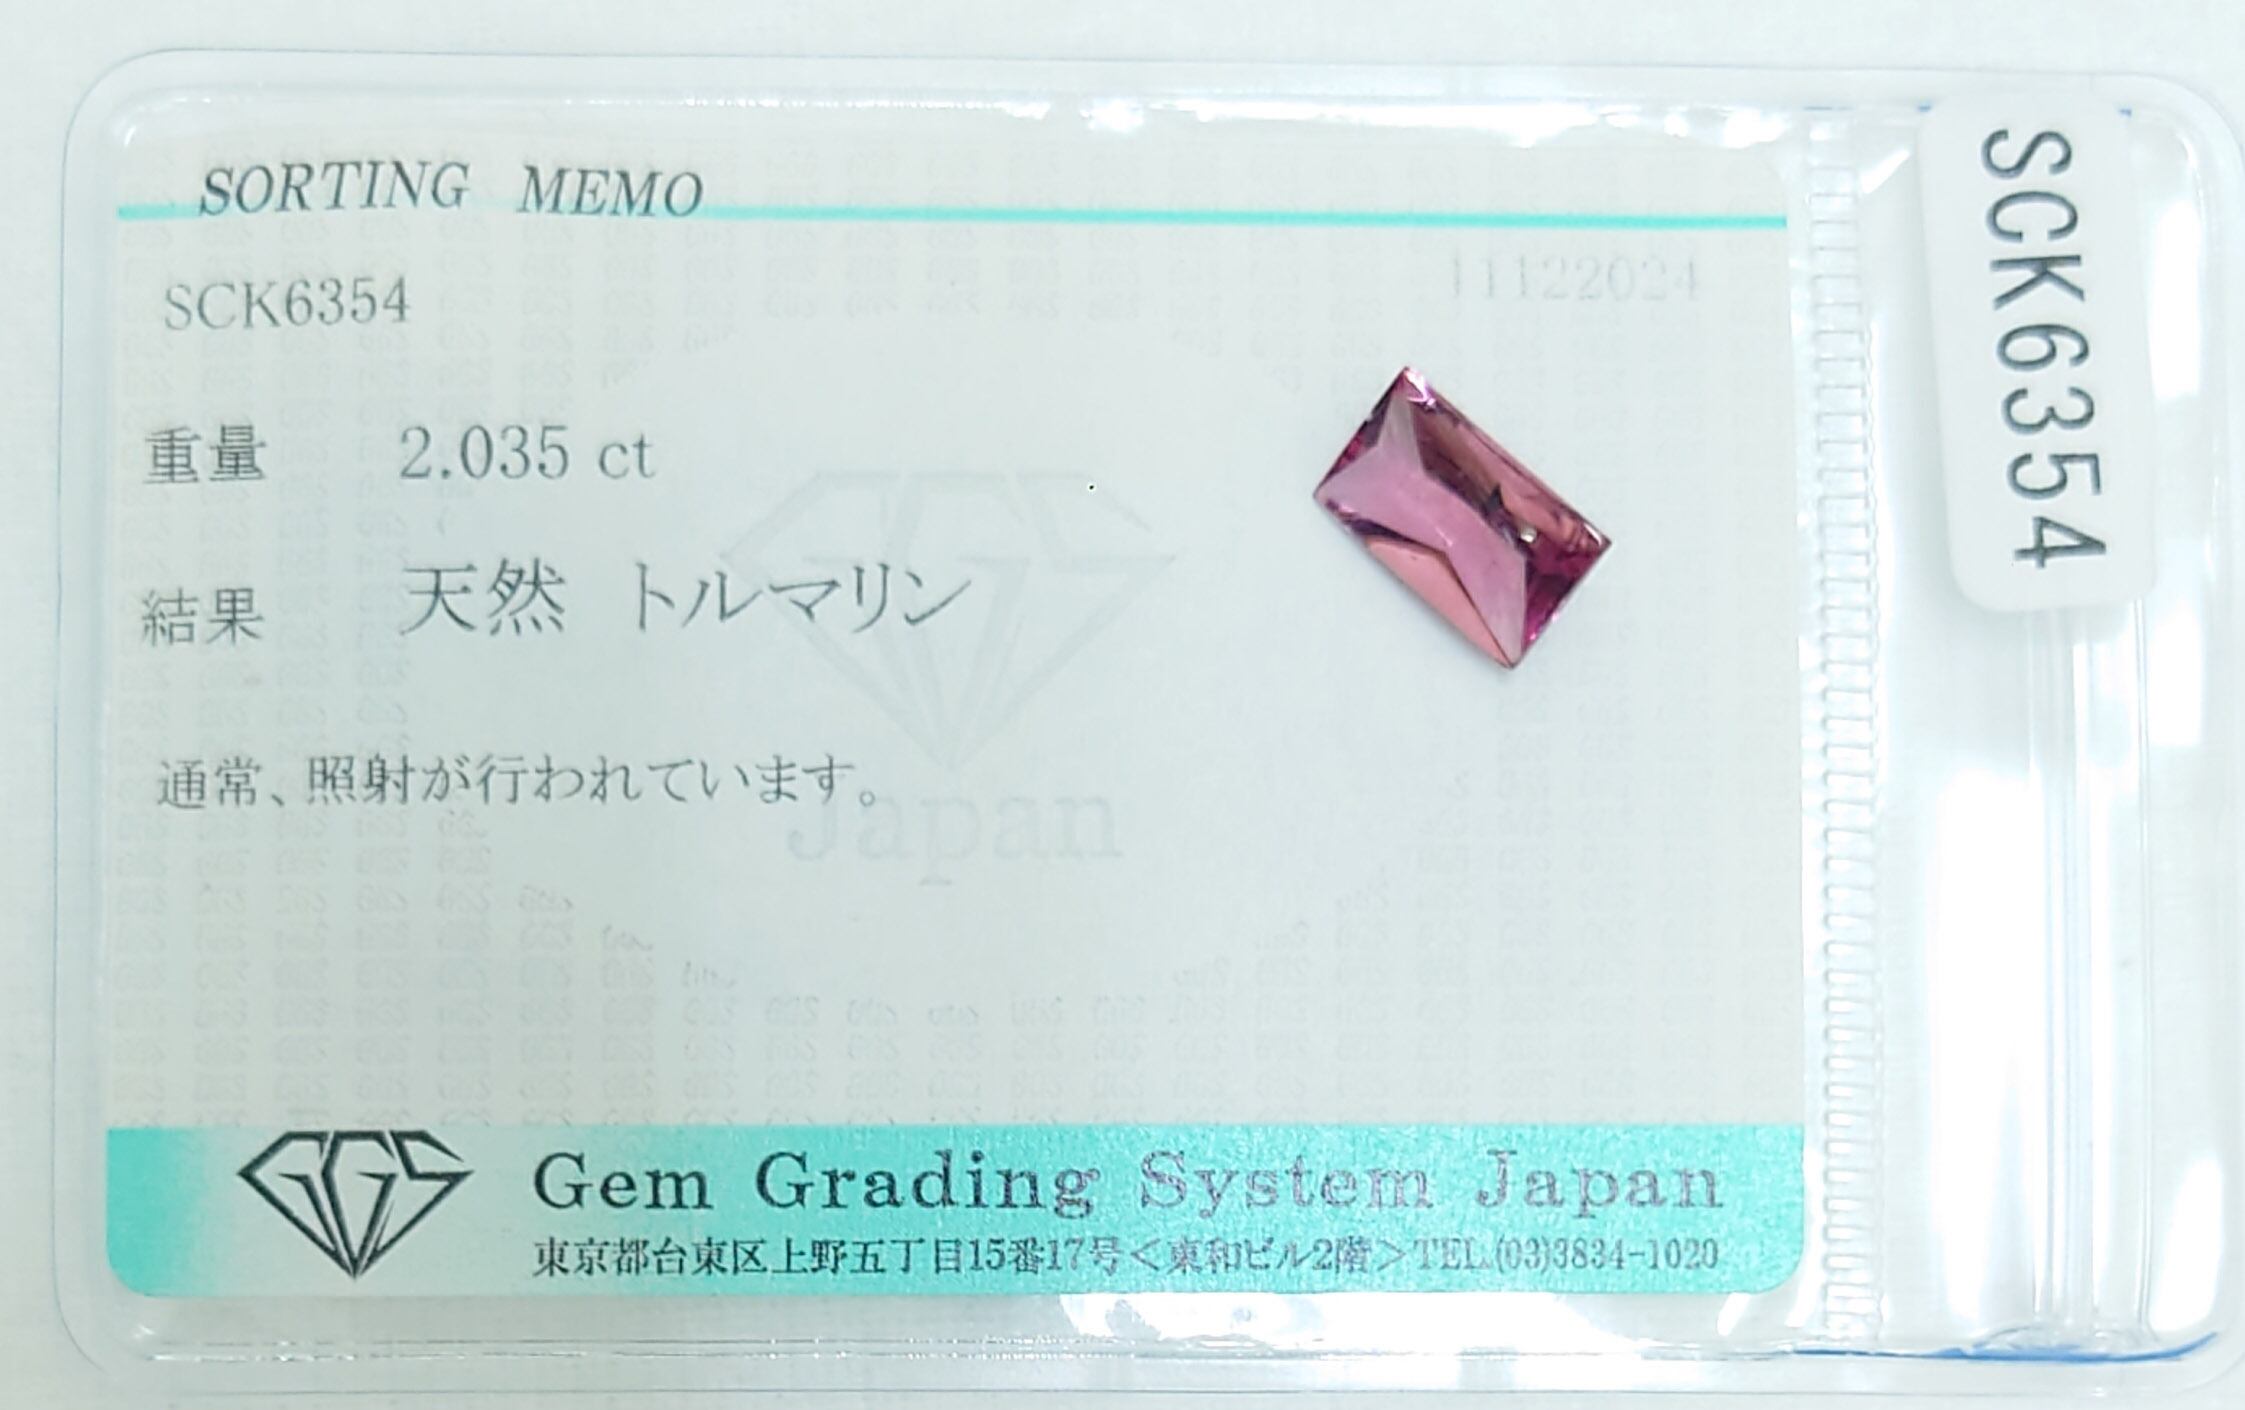 SORTING MEMO
SCK6354
11122024
重量 2.035 ct
結果 天然 トルマリン
通常、照射が行われています。
GGS
Japan
GGS
Gem Grading System Japan
東京都台東区上野五丁目15番17号＜東和ビル2階＞TEL.(03)3834-1020
SCK6354